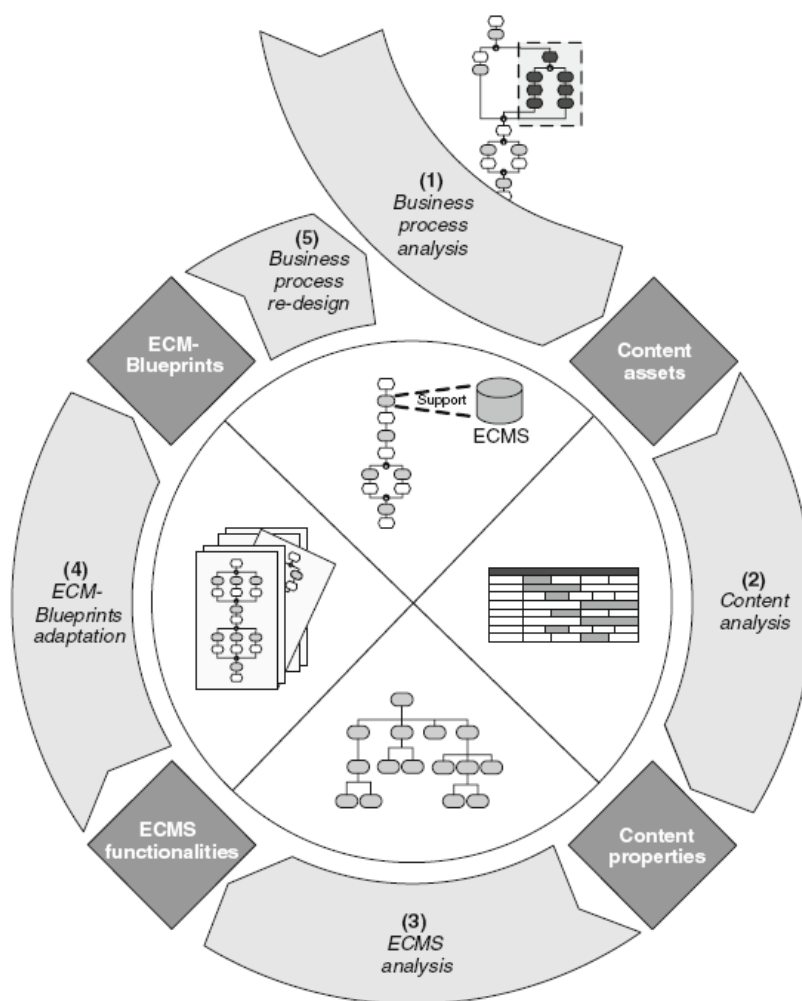 (1)
Business
process
analysis
(5)
Business
process
re-design
ECM-
Blueprints
Content
assets
Support
ECMS
(4)
ECM-
Blueprints
adaptation
(2)
Content
analysis
ECMS
functionalities
Content
properties
(3)
ECMS
analysis